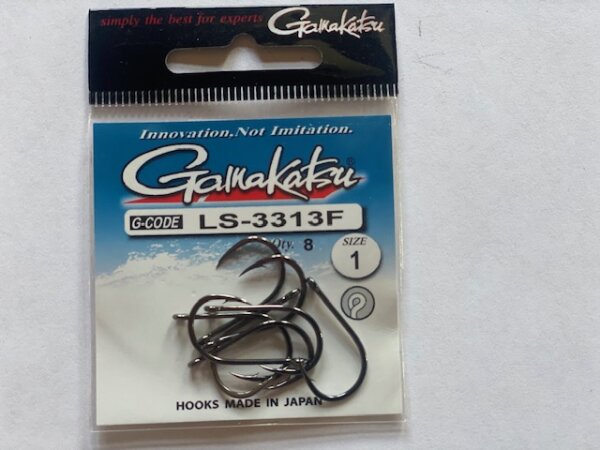 simply the best for experts Gamakatsu
Innovation, Not Imitation.
Gamakatsu®
G-CODE LS-3313F
Qty. 8 SIZE
1
HOOKS MADE IN JAPAN